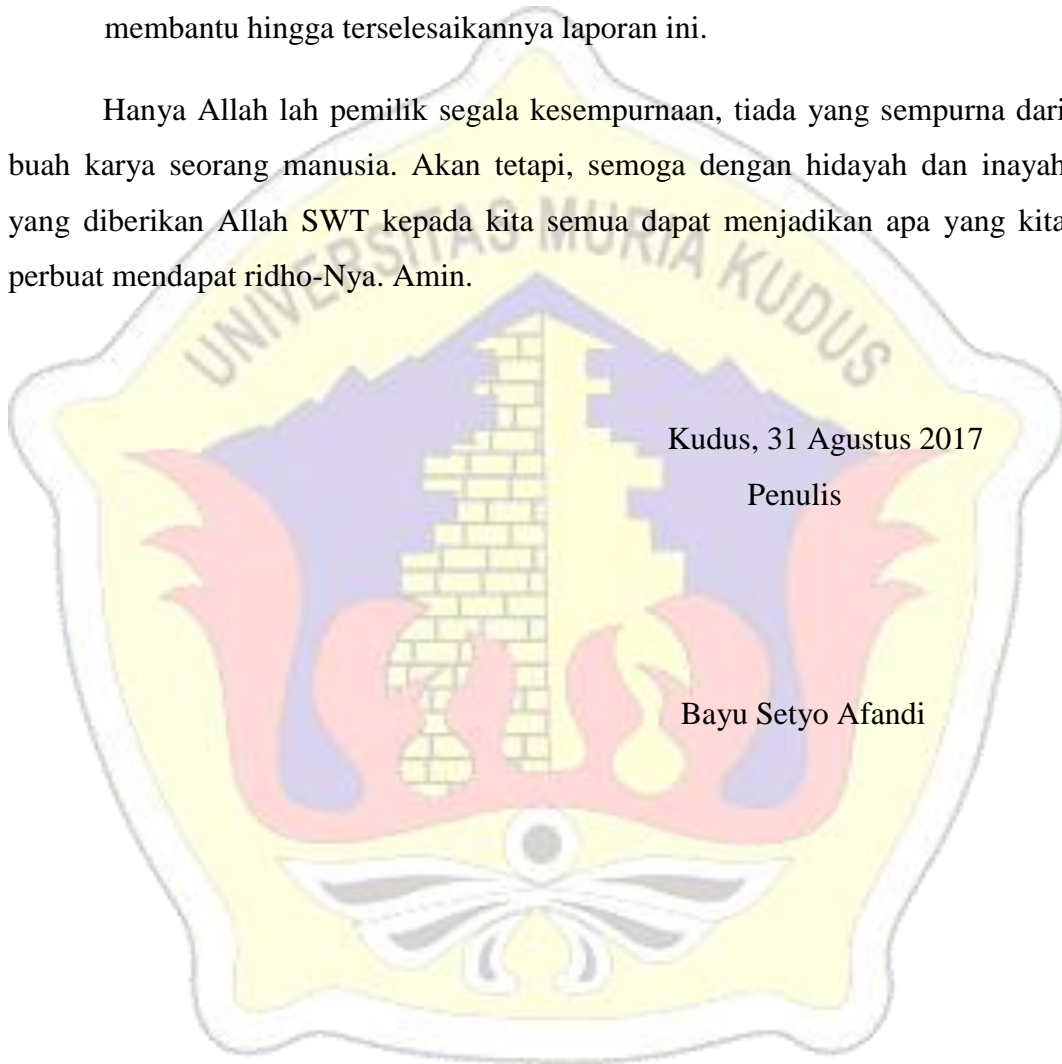 membantu hingga terselesaikannya laporan ini.
Hanya Allah lah pemilik segala kesempurnaan, tiada yang sempurna dari
buah karya seorang manusia. Akan tetapi, semoga dengan hidayah dan inayah
yang diberikan Allah SWT kepada kita semua dapat menjadikan apa yang kita
perbuat mendapat ridho-Nya. Amin.
UNIVERSITAS MURIA KUDUS
Kudus, 31 Agustus 2017
Penulis
Bayu Setyo Afandi